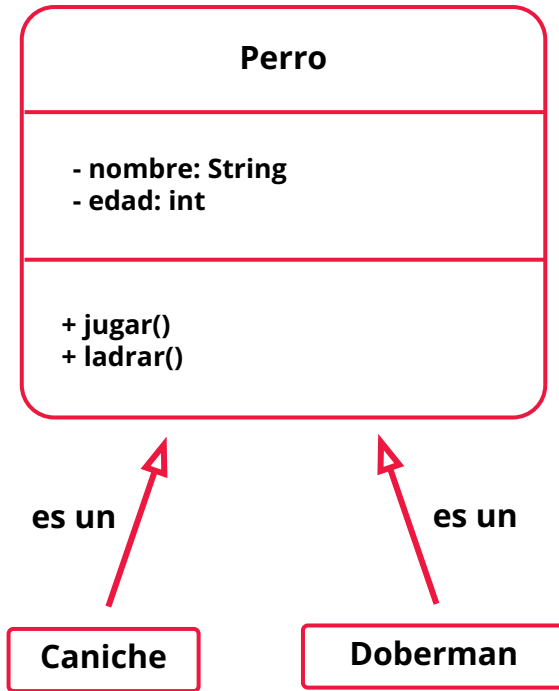 Perro
- nombre: String
- edad: int
+ jugar()
+ ladrar()
es un
es un
Caniche
Doberman